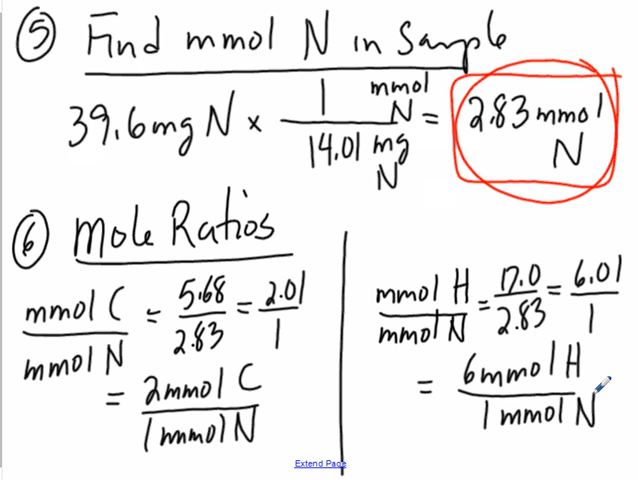 ⑤ Find mmol N in Sample
39.6 mg N × 1 mmol N / 14.01 mg N = 2.83 mmol N
⑥ Mole Ratios
mmol C / mmol N = 5.68 / 2.83 = 2.01 / 1
= 2 mmol C / 1 mmol N
mmol H / mmol N = 17.0 / 2.83 = 6.01 / 1
= 6 mmol H / 1 mmol N
Extend Page